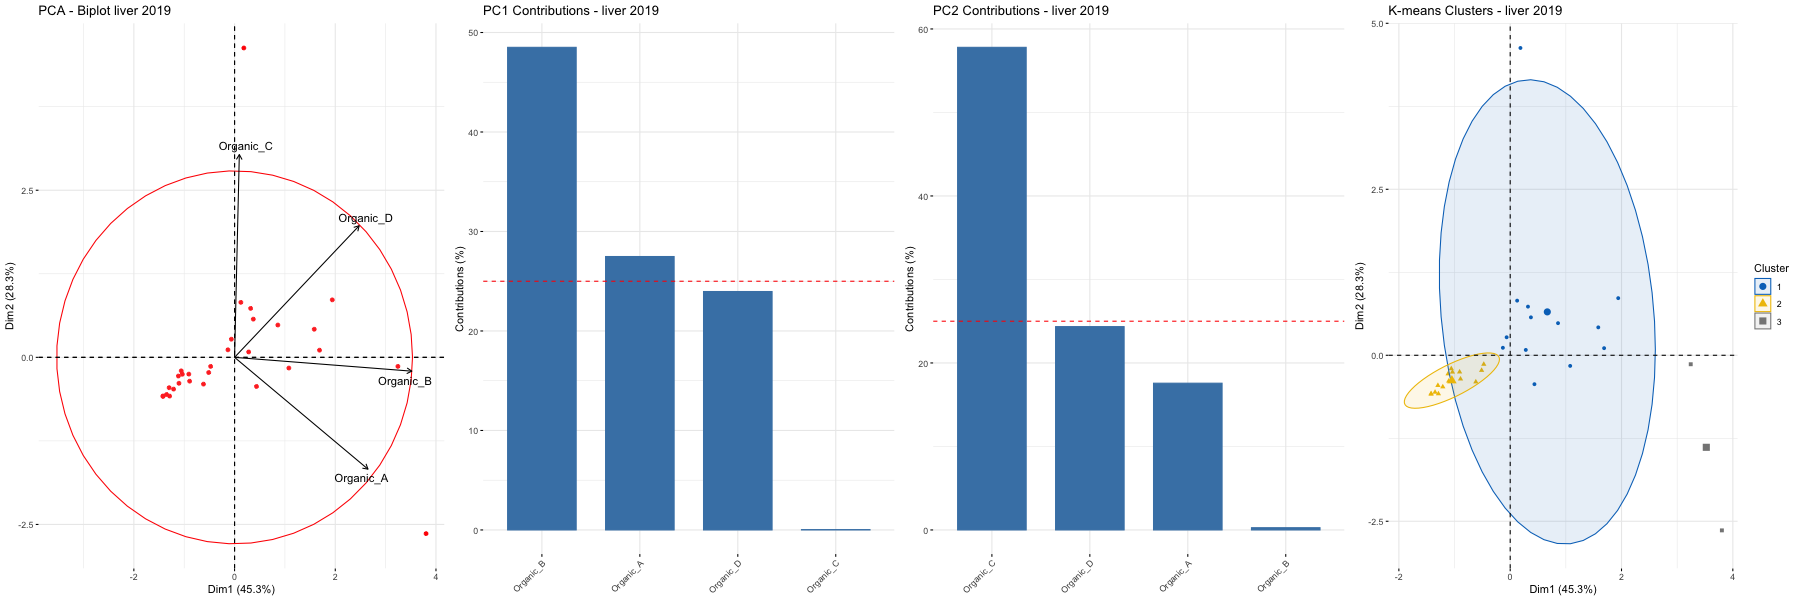 PCA - Biplot liver 2019
Dim2 (28.3%)
2.5
0.0
-2.5
Organic_C
Organic_D
Organic_B
Organic_A
-2
0
2
4
Dim1 (45.3%)
PC1 Contributions - liver 2019
Contributions (%)
50
40
30
20
10
0
Organic_B
Organic_A
Organic_D
Organic_C
PC2 Contributions - liver 2019
Contributions (%)
60
40
20
0
Organic_C
Organic_D
Organic_A
Organic_B
K-means Clusters - liver 2019
Dim2 (28.3%)
5.0
2.5
0.0
-2.5
-2
0
2
4
Dim1 (45.3%)
Cluster
1
2
3